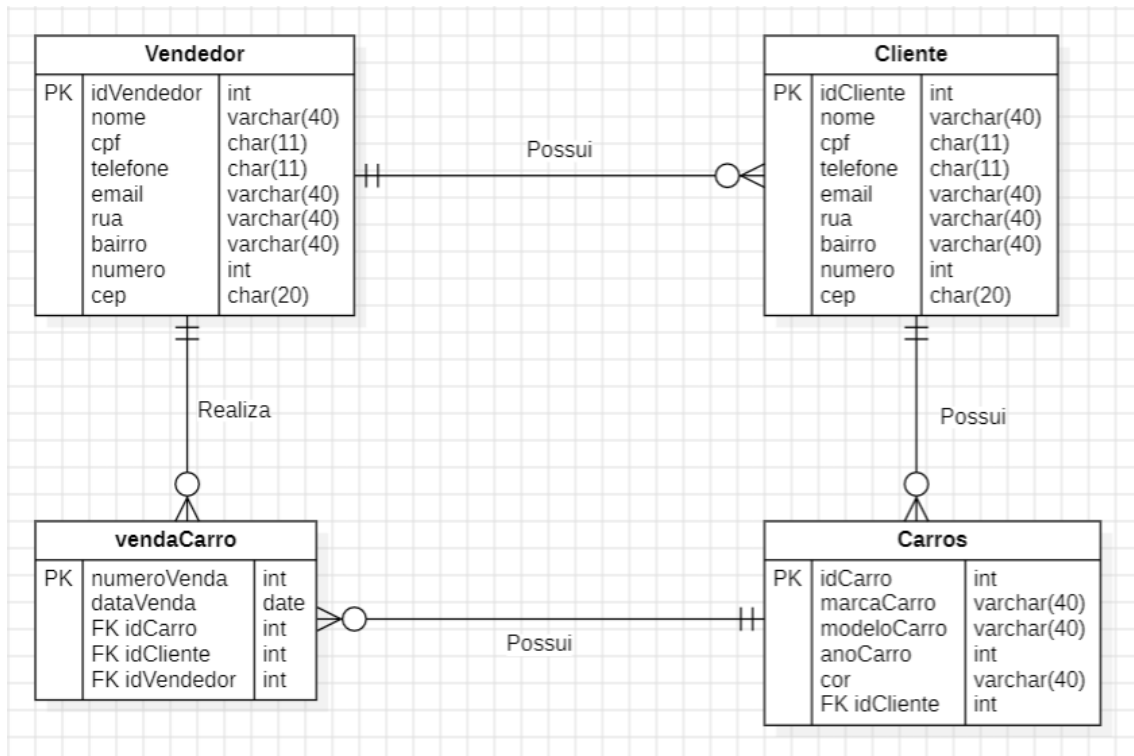 Vendedor
PK idVendedor int
nome varchar(40)
cpf char(11)
telefone char(11)
email varchar(40)
rua varchar(40)
bairro varchar(40)
numero int
cep char(20)
Possui
Cliente
PK idCliente int
nome varchar(40)
cpf char(11)
telefone char(11)
email varchar(40)
rua varchar(40)
bairro varchar(40)
numero int
cep char(20)
Realiza
Possui
vendaCarro
PK numeroVenda int
dataVenda date
FK idCarro int
FK idCliente int
FK idVendedor int
Possui
Carros
PK idCarro int
marcaCarro varchar(40)
modeloCarro varchar(40)
anoCarro int
cor varchar(40)
FK idCliente int